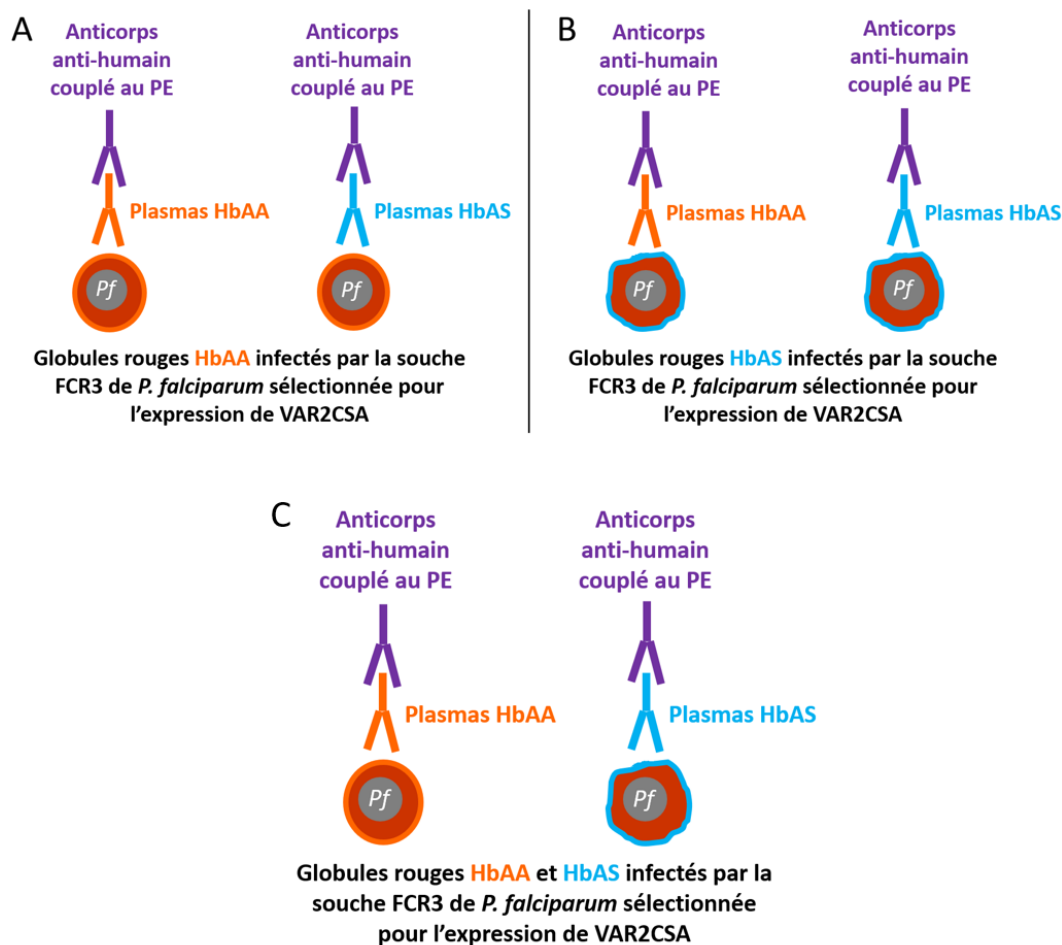 A
Anticorps
anti-humain
couplé au PE
Plasmas HbAA
Pf
Anticorps
anti-humain
couplé au PE
Plasmas HbAS
Pf
Globules rouges HbAA infectés par la souche
FCR3 de P. falciparum sélectionnée pour
l'expression de VAR2CSA
B
Anticorps
anti-humain
couplé au PE
Plasmas HbAA
Pf
Anticorps
anti-humain
couplé au PE
Plasmas HbAS
Pf
Globules rouges HbAS infectés par la souche
FCR3 de P. falciparum sélectionnée pour
l'expression de VAR2CSA
C
Anticorps
anti-humain
couplé au PE
Plasmas HbAA
Pf
Anticorps
anti-humain
couplé au PE
Plasmas HbAS
Pf
Globules rouges HbAA et HbAS infectés par la
souche FCR3 de P. falciparum sélectionnée
pour l'expression de VAR2CSA